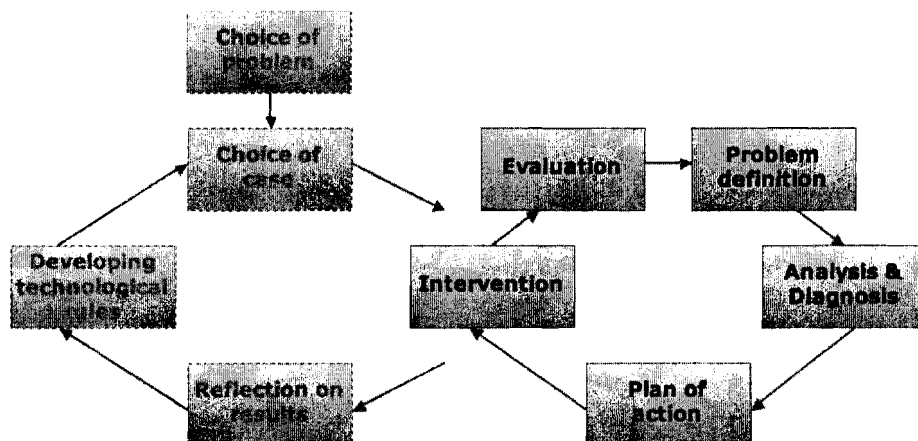 Choice of
problem
Choice of
case
Evaluation
Problem
definition
Developing
technological
rules
Intervention
Analysis &
Diagnosis
Reflection on
results
Plan of
action